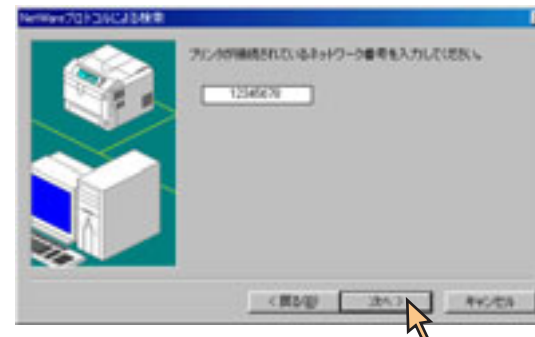 NetWareプロトコルによる検索
プリンタが接続されているネットワーク番号を入力してください。
12345678
< 戻る(B)
次へ >
キャンセル